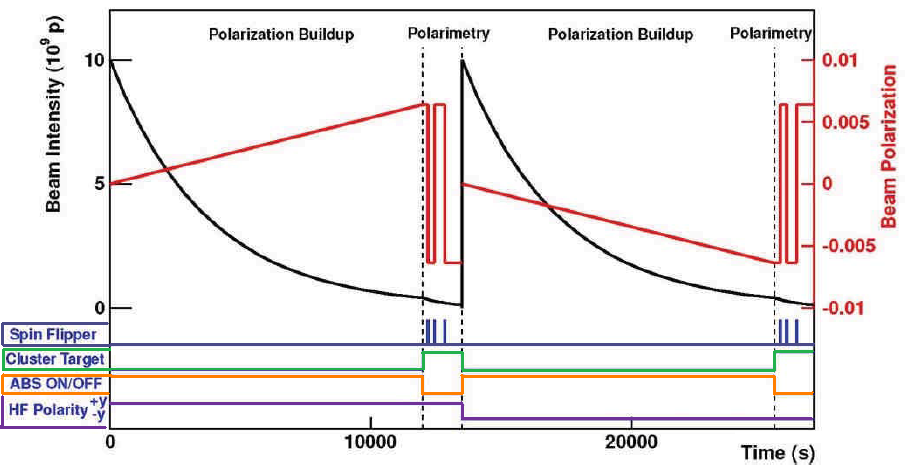 Polarization Buildup Polarimetry Polarization Buildup Polarimetry
Beam Intensity (10⁹ p)
10
5
0
0.01
0.005
0
-0.005
-0.01
Beam Polarization
Spin Flipper
Cluster Target
ABS ON/OFF
HF Polarity +y
-y
0 10000 20000
Time (s)